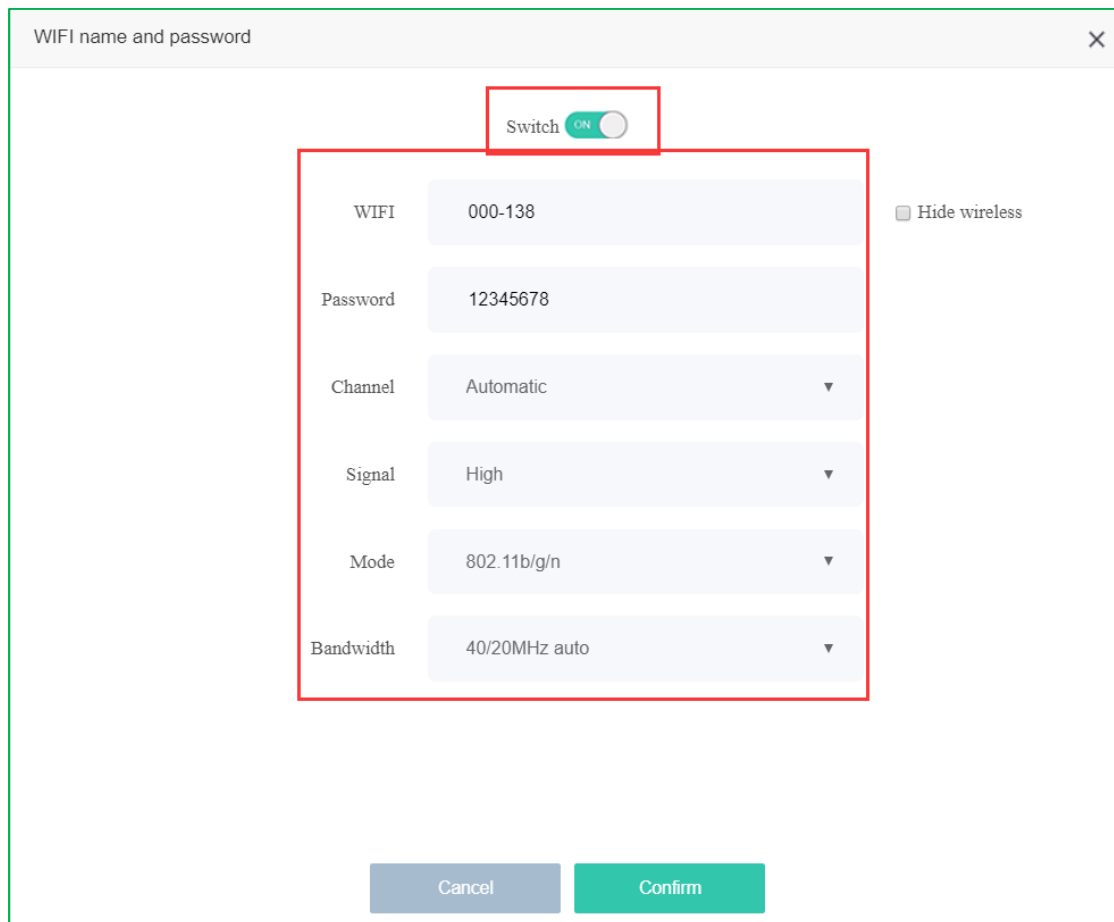 WIFI name and password
Switch ON
WIFI 000-138 Hide wireless
Password 12345678
Channel Automatic
Signal High
Mode 802.11b/g/n
Bandwidth 40/20MHz auto
Cancel Confirm